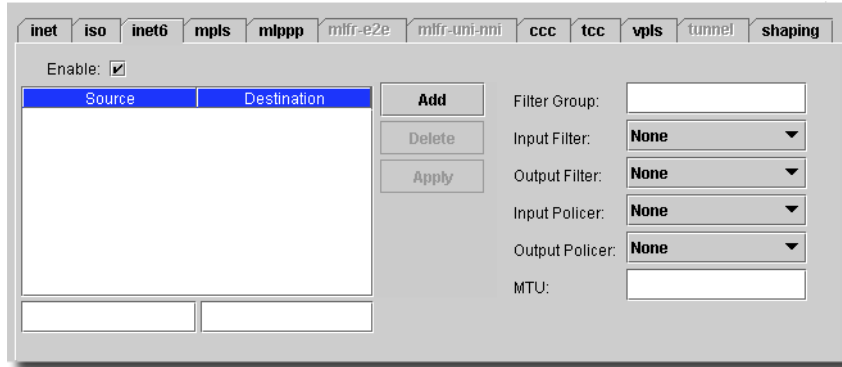 inet iso inet6 mpls mlppp mlfr-e2e mlfr-uni-nni ccc tcc vpls tunnel shaping
Enable:
Source Destination
Add
Delete
Apply
Filter Group:
Input Filter: None
Output Filter: None
Input Policer: None
Output Policer: None
MTU: